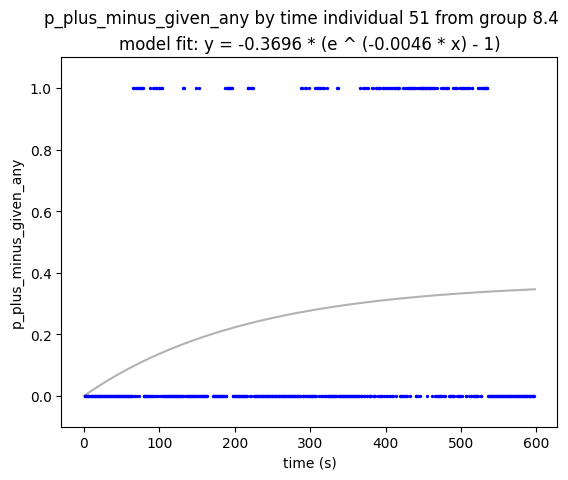 p_plus_minus_given_any by time individual 51 from group 8.4
model fit: y = -0.3696 * (e ^ (-0.0046 * x) - 1)
p_plus_minus_given_any
1.0
0.8
0.6
0.4
0.2
0.0
0 100 200 300 400 500 600
time (s)